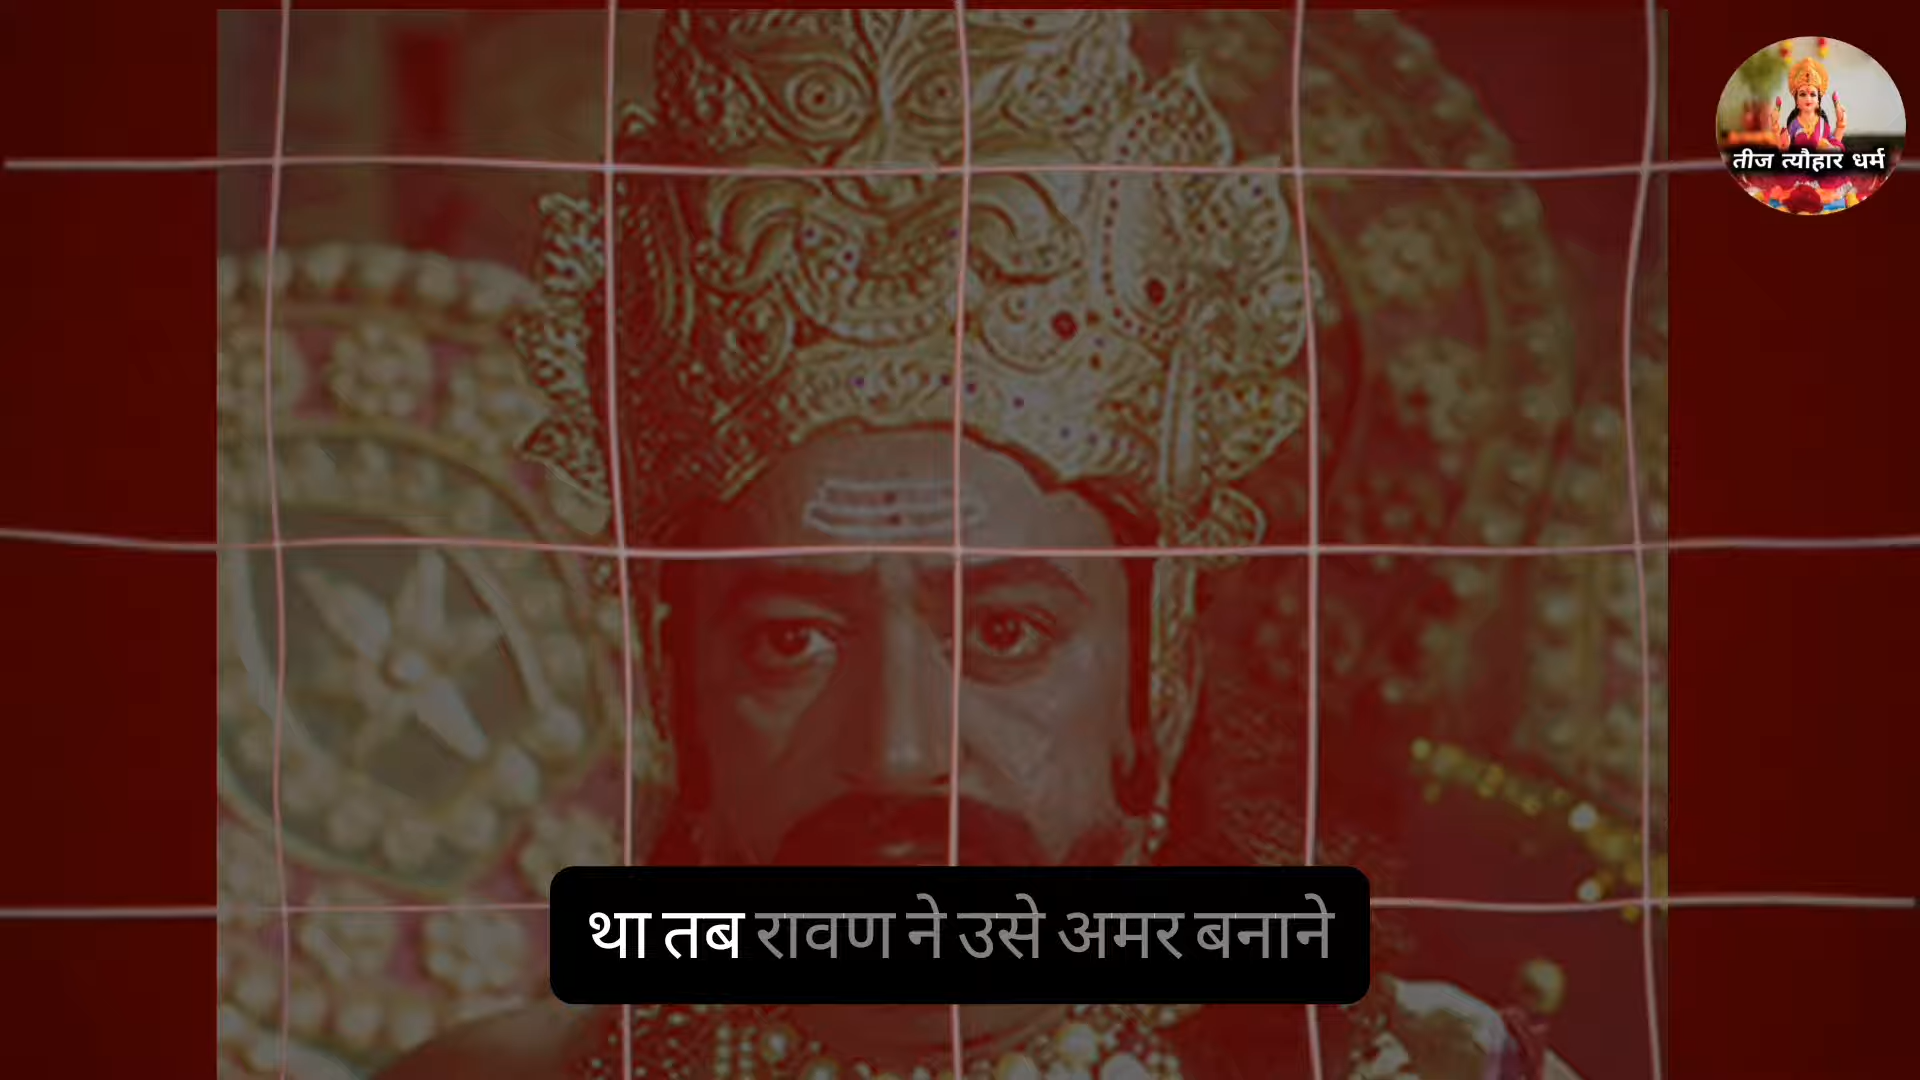 तीज त्यौहार धर्म
था तब रावण ने उसे अमर बनाने